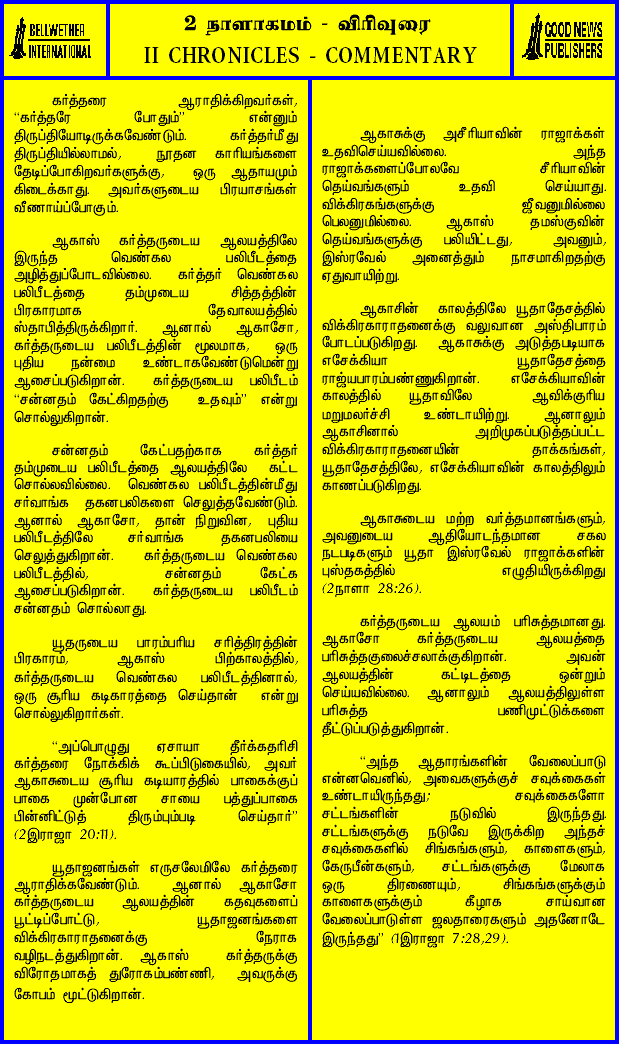 BELLWETHER
INTERNATIONAL
2 நாளாகமம் - விரிவுரை
II CHRONICLES - COMMENTARY
GOOD NEWS
PUBLISHERS
கர்த்தரை ஆராதிக்கிறவர்கள்,
“கர்த்தரே போதும்” என்னும்
திருப்தியோடிருக்கவேண்டும். கர்த்தர்மீது
திருப்தியில்லாமல், நூதன காரியங்களை
தேடிப்போகிறவர்களுக்கு, ஒரு ஆதாயமும்
கிடைக்காது. அவர்களுடைய பிரயாசங்கள்
வீணாய்ப்போகும்.
ஆகாஸ் கர்த்தருடைய ஆலயத்திலே
இருந்த வெண்கல பலிபீடத்தை
அழித்துப்போடவில்லை. கர்த்தர் வெண்கல
பலிபீடத்தை தம்முடைய சித்தத்தின்
பிரகாரமாக தேவாலயத்தில்
ஸ்தாபித்திருக்கிறார். ஆனால் ஆகாசோ,
கர்த்தருடைய பலிபீடத்தின் மூலமாக, ஒரு
புதிய நன்மை உண்டாகவேண்டுமென்று
ஆசைப்படுகிறான். கர்த்தருடைய பலிபீடம்
“சன்னதம் கேட்கிறதற்கு உதவும்” என்று
சொல்லுகிறான்.
சன்னதம் கேட்பதற்காக கர்த்தர்
தம்முடைய பலிபீடத்தை ஆலயத்திலே கட்ட
சொல்லவில்லை. வெண்கல பலிபீடத்தின்மீது
சர்வாங்க தகனபலிகளை செலுத்தவேண்டும்.
ஆனால் ஆகாசோ, தான் நிறுவின, புதிய
பலிபீடத்திலே சர்வாங்க தகனபலியை
செலுத்துகிறான். கர்த்தருடைய வெண்கல
பலிபீடத்தில், சன்னதம் கேட்க
ஆசைப்படுகிறான். கர்த்தருடைய பலிபீடம்
சன்னதம் சொல்லாது.
யூதருடைய பாரம்பரிய சரித்திரத்தின்
பிரகாரம், ஆகாஸ் பிற்காலத்தில்,
கர்த்தருடைய வெண்கல பலிபீடத்தினால்,
ஒரு சூரிய கடிகாரத்தை செய்தான் என்று
சொல்லுகிறார்கள்.
“அப்பொழுது ஏசாயா தீர்க்கதரிசி
கர்த்தரை நோக்கிக் கூப்பிடுகையில், அவர்
ஆகாசுடைய சூரிய கடியாரத்தில் பாகைக்குப்
பாகை முன்போன சாயை பத்துப்பாகை
பின்னிட்டுத் திரும்பும்படி செய்தார்”
(2இராஜா 20:11).
யூதாஜனங்கள் எருசலேமிலே கர்த்தரை
ஆராதிக்கவேண்டும். ஆனால் ஆகாசோ
கர்த்தருடைய ஆலயத்தின் கதவுகளைப்
பூட்டிப்போட்டு, யூதாஜனங்களை
விக்கிரகாராதனைக்கு நேராக
வழிநடத்துகிறான். ஆகாஸ் கர்த்தருக்கு
விரோதமாகத் துரோகம்பண்ணி, அவருக்கு
கோபம் மூட்டுகிறான்.
ஆகாசுக்கு அசீரியாவின் ராஜாக்கள்
உதவிசெய்யவில்லை. அந்த
ராஜாக்களைப்போலவே சீரியாவின்
தெய்வங்களும் உதவி செய்யாது.
விக்கிரகங்களுக்கு ஜீவனுமில்லை
பெலனுமில்லை. ஆகாஸ் தமஸ்குவின்
தெய்வங்களுக்கு பலியிட்டது, அவனும்,
இஸ்ரவேல் அனைத்தும் நாசமாகிறதற்கு
ஏதுவாயிற்று.
ஆகாசின் காலத்திலே யூதாதேசத்தில்
விக்கிரகாராதனைக்கு வலுவான அஸ்திபாரம்
போடப்படுகிறது. ஆகாசுக்கு அடுத்தபடியாக
எசேக்கியா யூதாதேசத்தை
ராஜ்யபாரம்பண்ணுகிறான். எசேக்கியாவின்
காலத்தில் யூதாவிலே ஆவிக்குரிய
மறுமலர்ச்சி உண்டாயிற்று. ஆனாலும்
ஆகாசினால் அறிமுகப்படுத்தப்பட்ட
விக்கிரகாராதனையின் தாக்கங்கள்,
யூதாதேசத்திலே, எசேக்கியாவின் காலத்திலும்
காணப்படுகிறது.
ஆகாசுடைய மற்ற வர்த்தமானங்களும்,
அவனுடைய ஆதியோடந்தமான சகல
நடபடிகளும் யூதா இஸ்ரவேல் ராஜாக்களின்
புஸ்தகத்தில் எழுதியிருக்கிறது
(2நாளா 28:26).
கர்த்தருடைய ஆலயம் பரிசுத்தமானது.
ஆகாசோ கர்த்தருடைய ஆலயத்தை
பரிசுத்தகுலைச்சலாக்குகிறான். அவன்
ஆலயத்தின் கட்டிடத்தை ஒன்றும்
செய்யவில்லை. ஆனாலும் ஆலயத்திலுள்ள
பரிசுத்த பணிமுட்டுக்களை
தீட்டுப்படுத்துகிறான்.
“அந்த ஆதாரங்களின் வேலைப்பாடு
என்னவெனில், அவைகளுக்குச் சவுக்கைகள்
உண்டாயிருந்தது; சவுக்கைகளோ
சட்டங்களின் நடுவில் இருந்தது.
சட்டங்களுக்கு நடுவே இருக்கிற அந்தச்
சவுக்கைகளில் சிங்கங்களும், காளைகளும்,
கேருபீன்களும், சட்டங்களுக்கு மேலாக
ஒரு திரணையும், சிங்கங்களுக்கும்
காளைகளுக்கும் கீழாக சாய்வான
வேலைப்பாடுள்ள ஜலதாரைகளும் அதனோடே
இருந்தது” (1இராஜா 7:28,29).